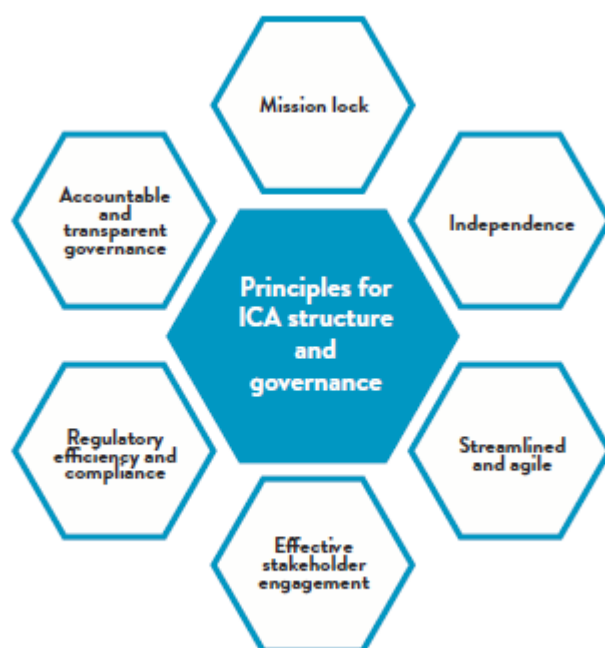 Mission lock
Accountable
and
transparent
governance
Independence
Principles for
ICA structure
and
governance
Regulatory
efficiency and
compliance
Streamlined
and agile
Effective
stakeholder
engagement